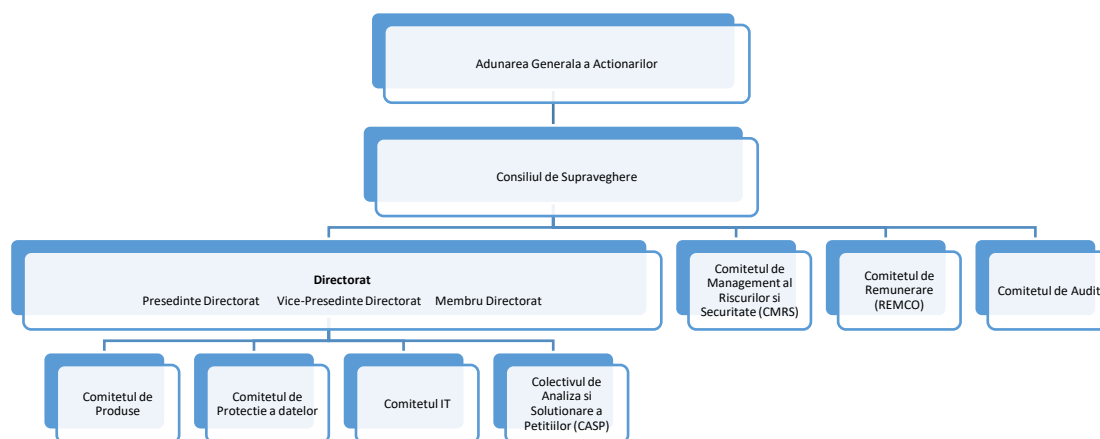 Adunarea Generala a Actionarilor
Consiliul de Supraveghere
Directorat
Presedinte Directorat Vice-Presedinte Directorat Membru Directorat
Comitetul de
Management al
Riscurilor si
Securitate (CMRS)
Comitetul de
Remunerare
(REMCO)
Comitetul de Audit
Comitetul de
Produse
Comitetul de
Protectie a datelor
Comitetul IT
Colectivul de
Analiza si
Solutionare a
Petitiilor (CASP)